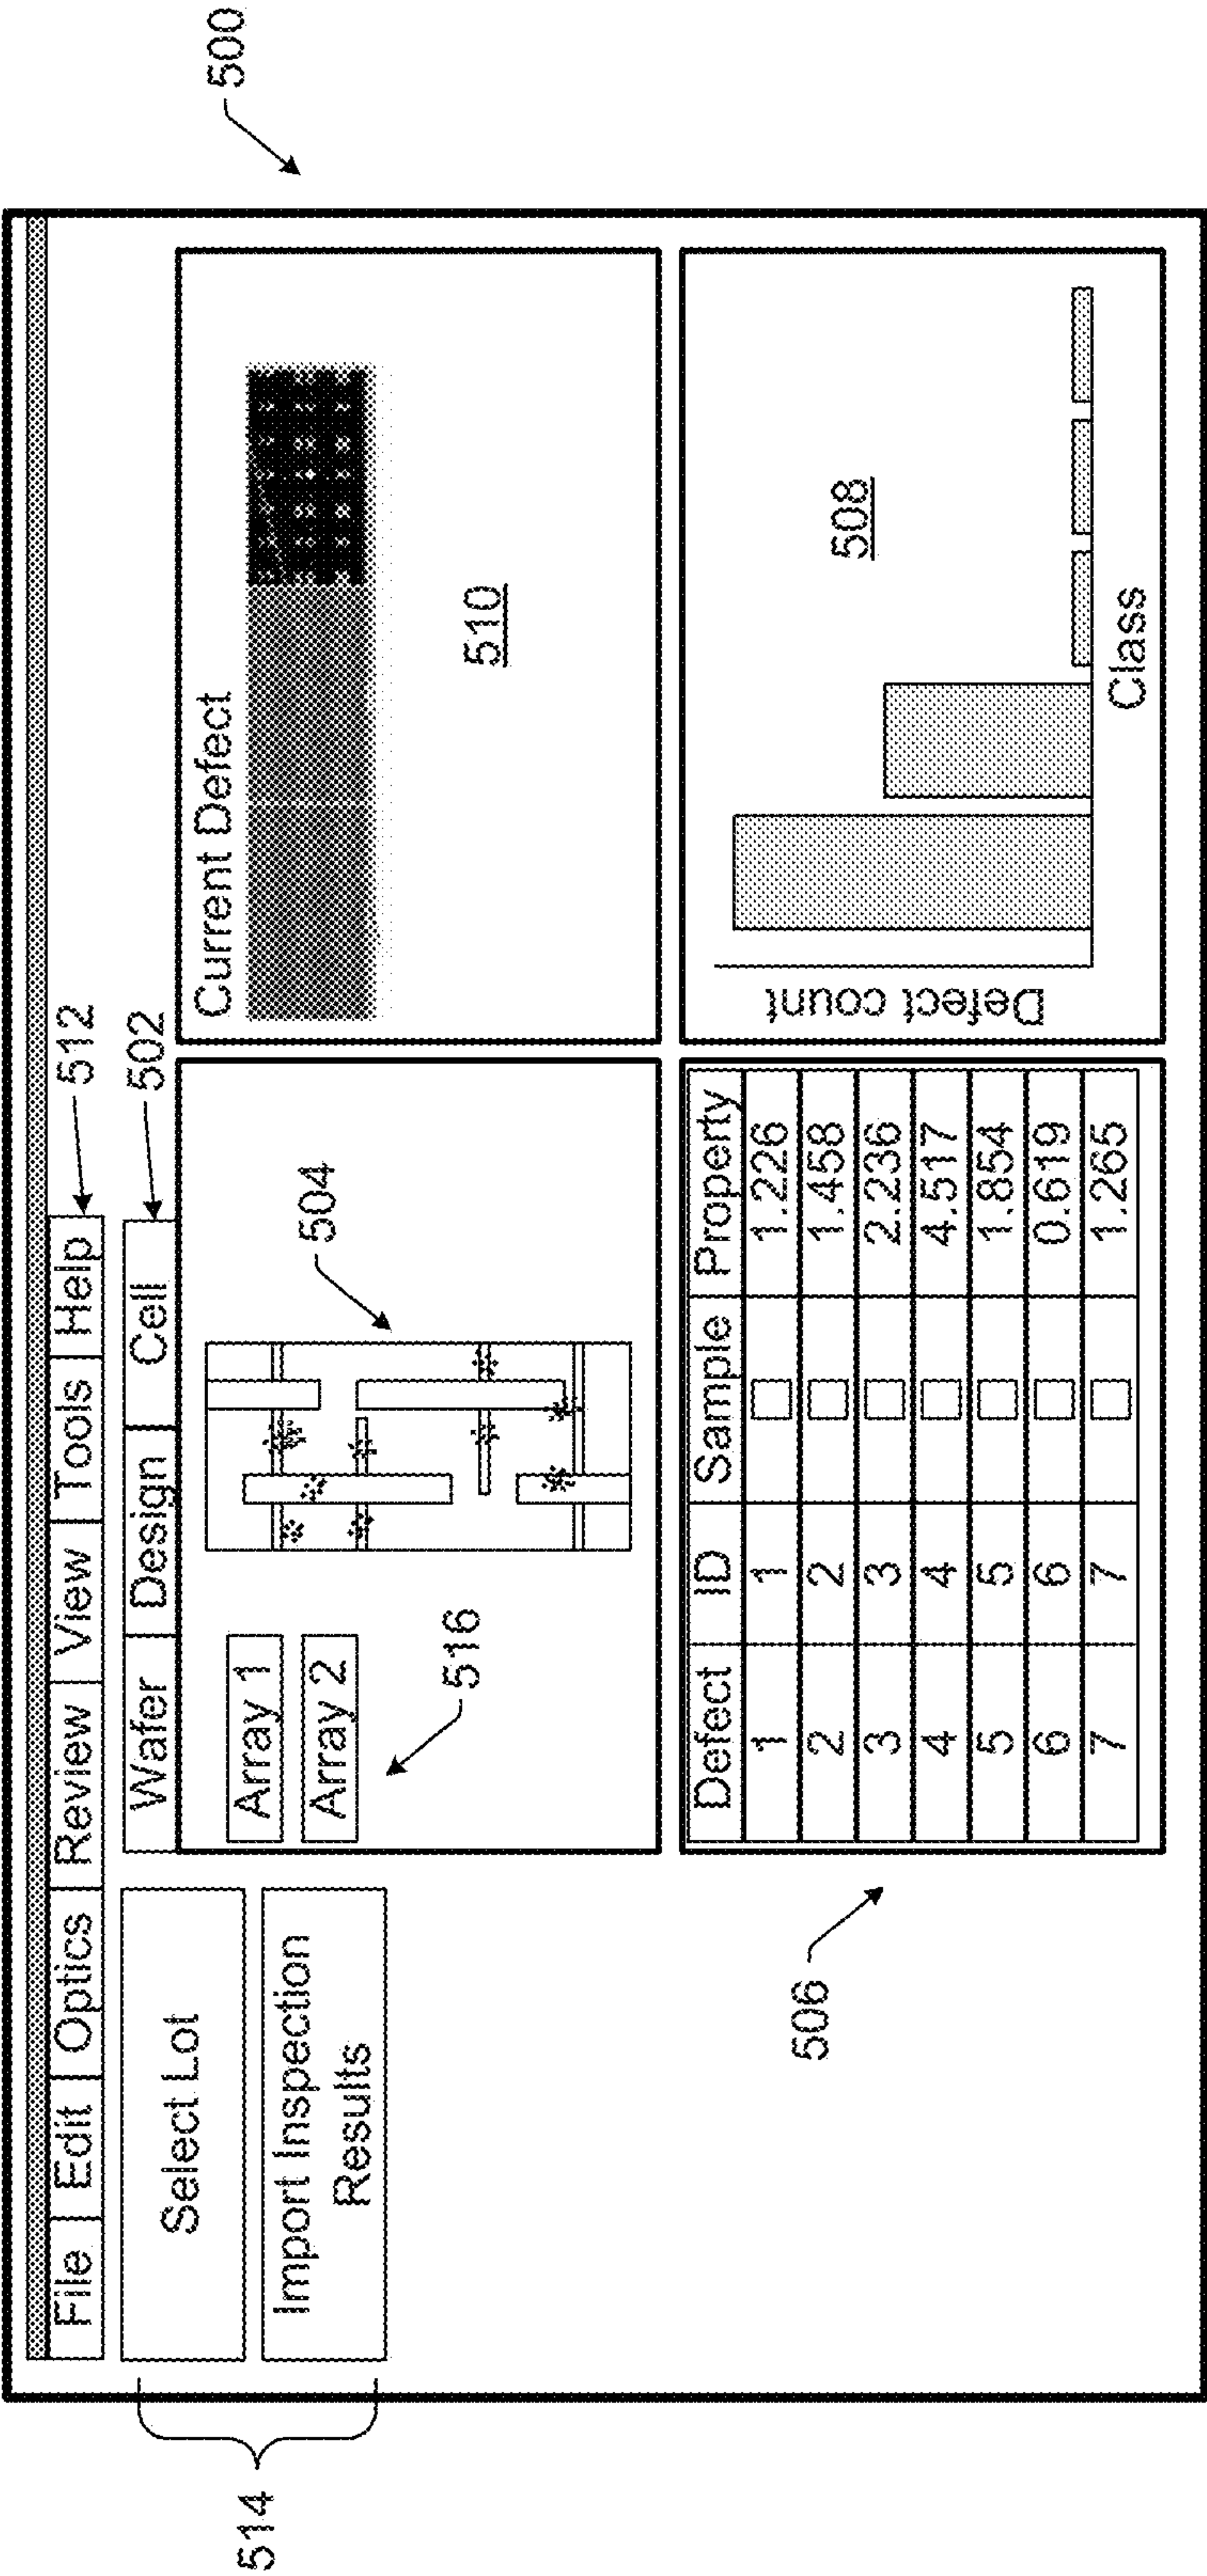 500
File Edit Optics Review View Tools Help
512
514
Select Lot
Import Inspection
Results
Wafer Design Cell
502
Array 1
Array 2
516
504
Current Defect
510
506
Defect ID Sample Property
1 1 1.226
2 2 1.458
3 3 2.236
4 4 4.517
5 5 1.854
6 6 0.619
7 7 1.265
Defect count
508
Class